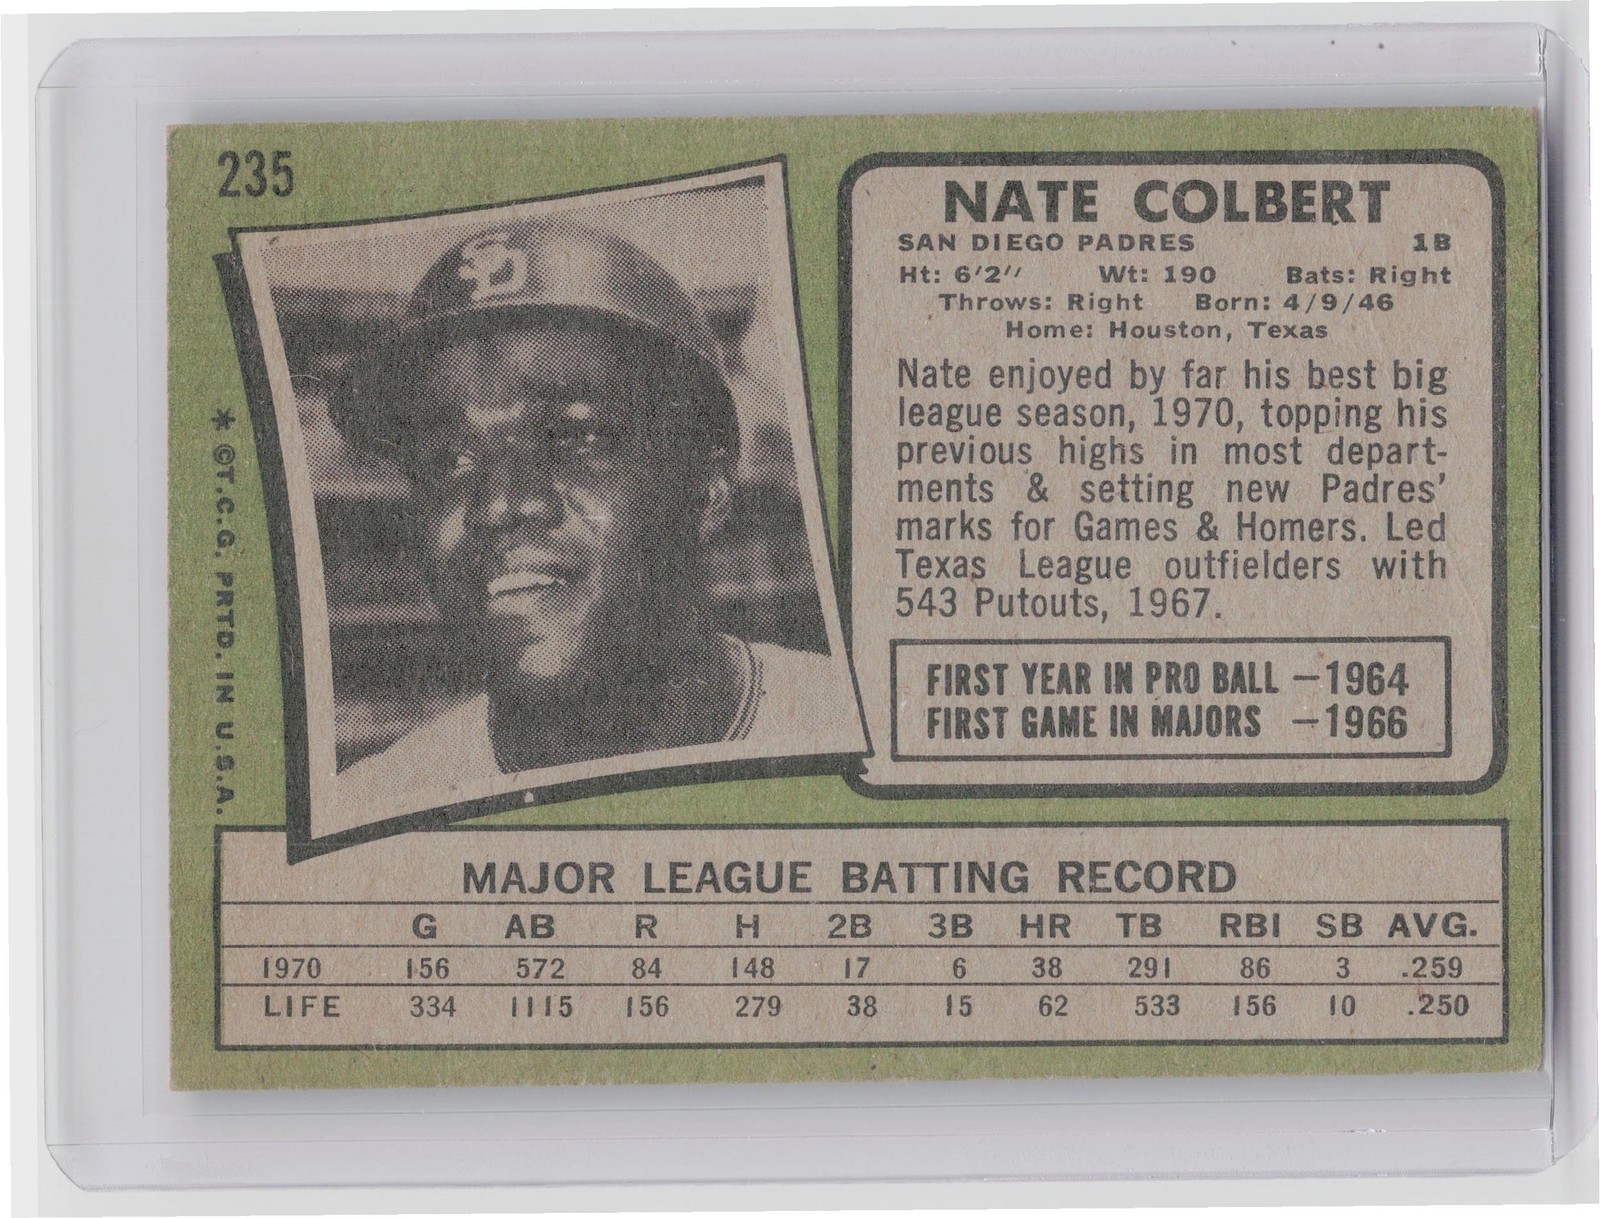 235
SD
* ©T.C.G. PRTD. IN U.S.A.
NATE COLBERT
SAN DIEGO PADRES 1B
Ht: 6'2" Wt: 190 Bats: Right
Throws: Right Born: 4/9/46
Home: Houston, Texas
Nate enjoyed by far his best big
league season, 1970, topping his
previous highs in most depart-
ments & setting new Padres'
marks for Games & Homers. Led
Texas League outfielders with
543 Putouts, 1967.
FIRST YEAR IN PRO BALL —1964
FIRST GAME IN MAJORS —1966
MAJOR LEAGUE BATTING RECORD
G AB R H 2B 3B HR TB RBI SB AVG.
1970 156 572 84 148 17 6 38 291 86 3 .259
LIFE 334 1115 156 279 38 15 62 533 156 10 .250